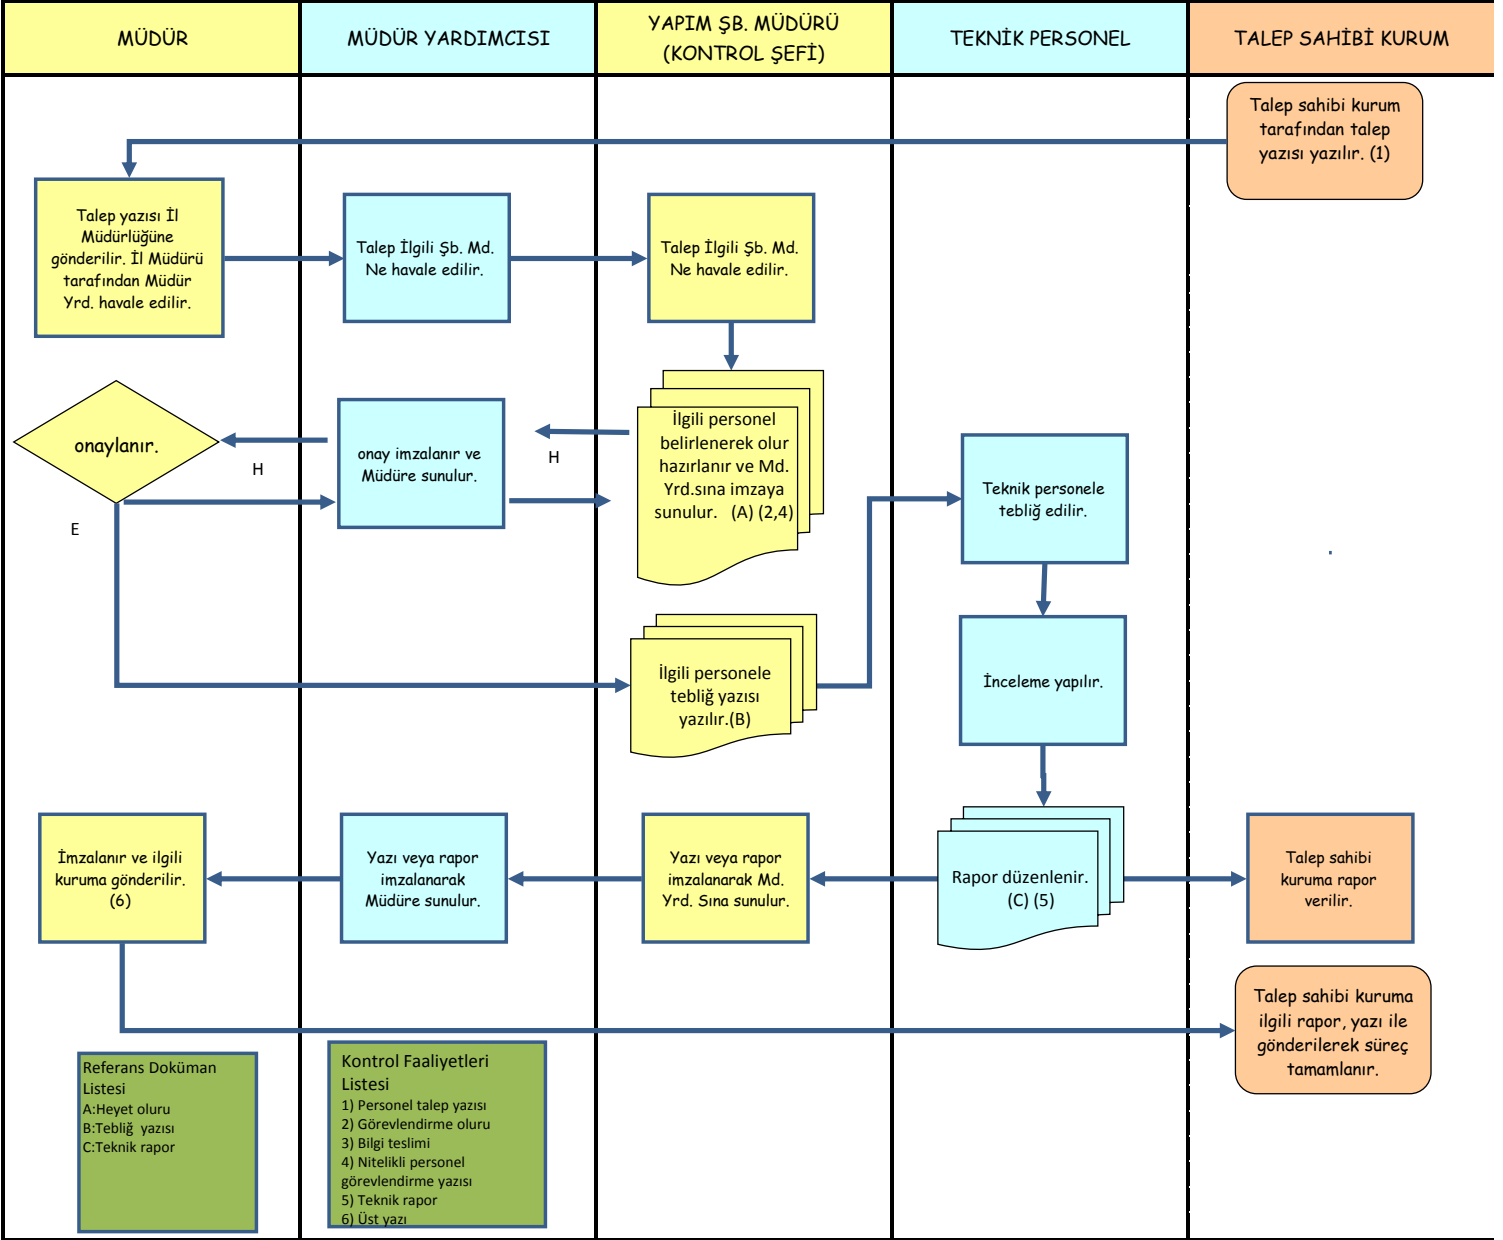 MÜDÜR
MÜDÜR YARDIMCISI
YAPIM ŞB. MÜDÜRÜ
(KONTROL ŞEFİ)
TEKNİK PERSONEL
TALEP SAHİBİ KURUM
Talep sahibi kurum
tarafından talep
yazısı yazılır. (1)
Talep yazısı İl
Müdürlüğüne
gönderilir. İl Müdürü
tarafından Müdür
Yrd. havale edilir.
Talep İlgili Şb. Md.
Ne havale edilir.
Talep İlgili Şb. Md.
Ne havale edilir.
onaylanır.
H
E
onay imzalanır ve
Müdüre sunulur.
H
İlgili personel
belirlenerek olur
hazırlanır ve Md.
Yrd.sına imzaya
sunulur. (A) (2,4)
Teknik personele
tebliğ edilir.
İlgili personele
tebliğ yazısı
yazılır.(B)
İnceleme yapılır.
İmzalanır ve ilgili
kuruma gönderilir.
(6)
Yazı veya rapor
imzalanarak
Müdüre sunulur.
Yazı veya rapor
imzalanarak Md.
Yrd. Sına sunulur.
Rapor düzenlenir.
(C) (5)
Talep sahibi
kuruma rapor
verilir.
Talep sahibi kuruma
ilgili rapor, yazı ile
gönderilerek süreç
tamamlanır.
Referans Doküman
Listesi
A:Heyet oluru
B:Tebliğ yazısı
C:Teknik rapor
Kontrol Faaliyetleri
Listesi
1) Personel talep yazısı
2) Görevlendirme oluru
3) Bilgi teslimi
4) Nitelikli personel
görevlendirme yazısı
5) Teknik rapor
6) Üst yazı